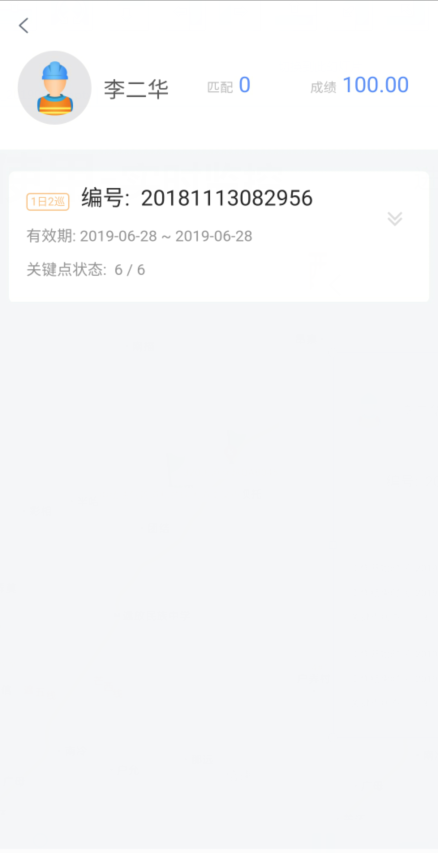 李二华 匹配 0 成绩 100.00
1日2巡 编号: 20181113082956
有效期: 2019-06-28 ~ 2019-06-28
关键点状态: 6 / 6